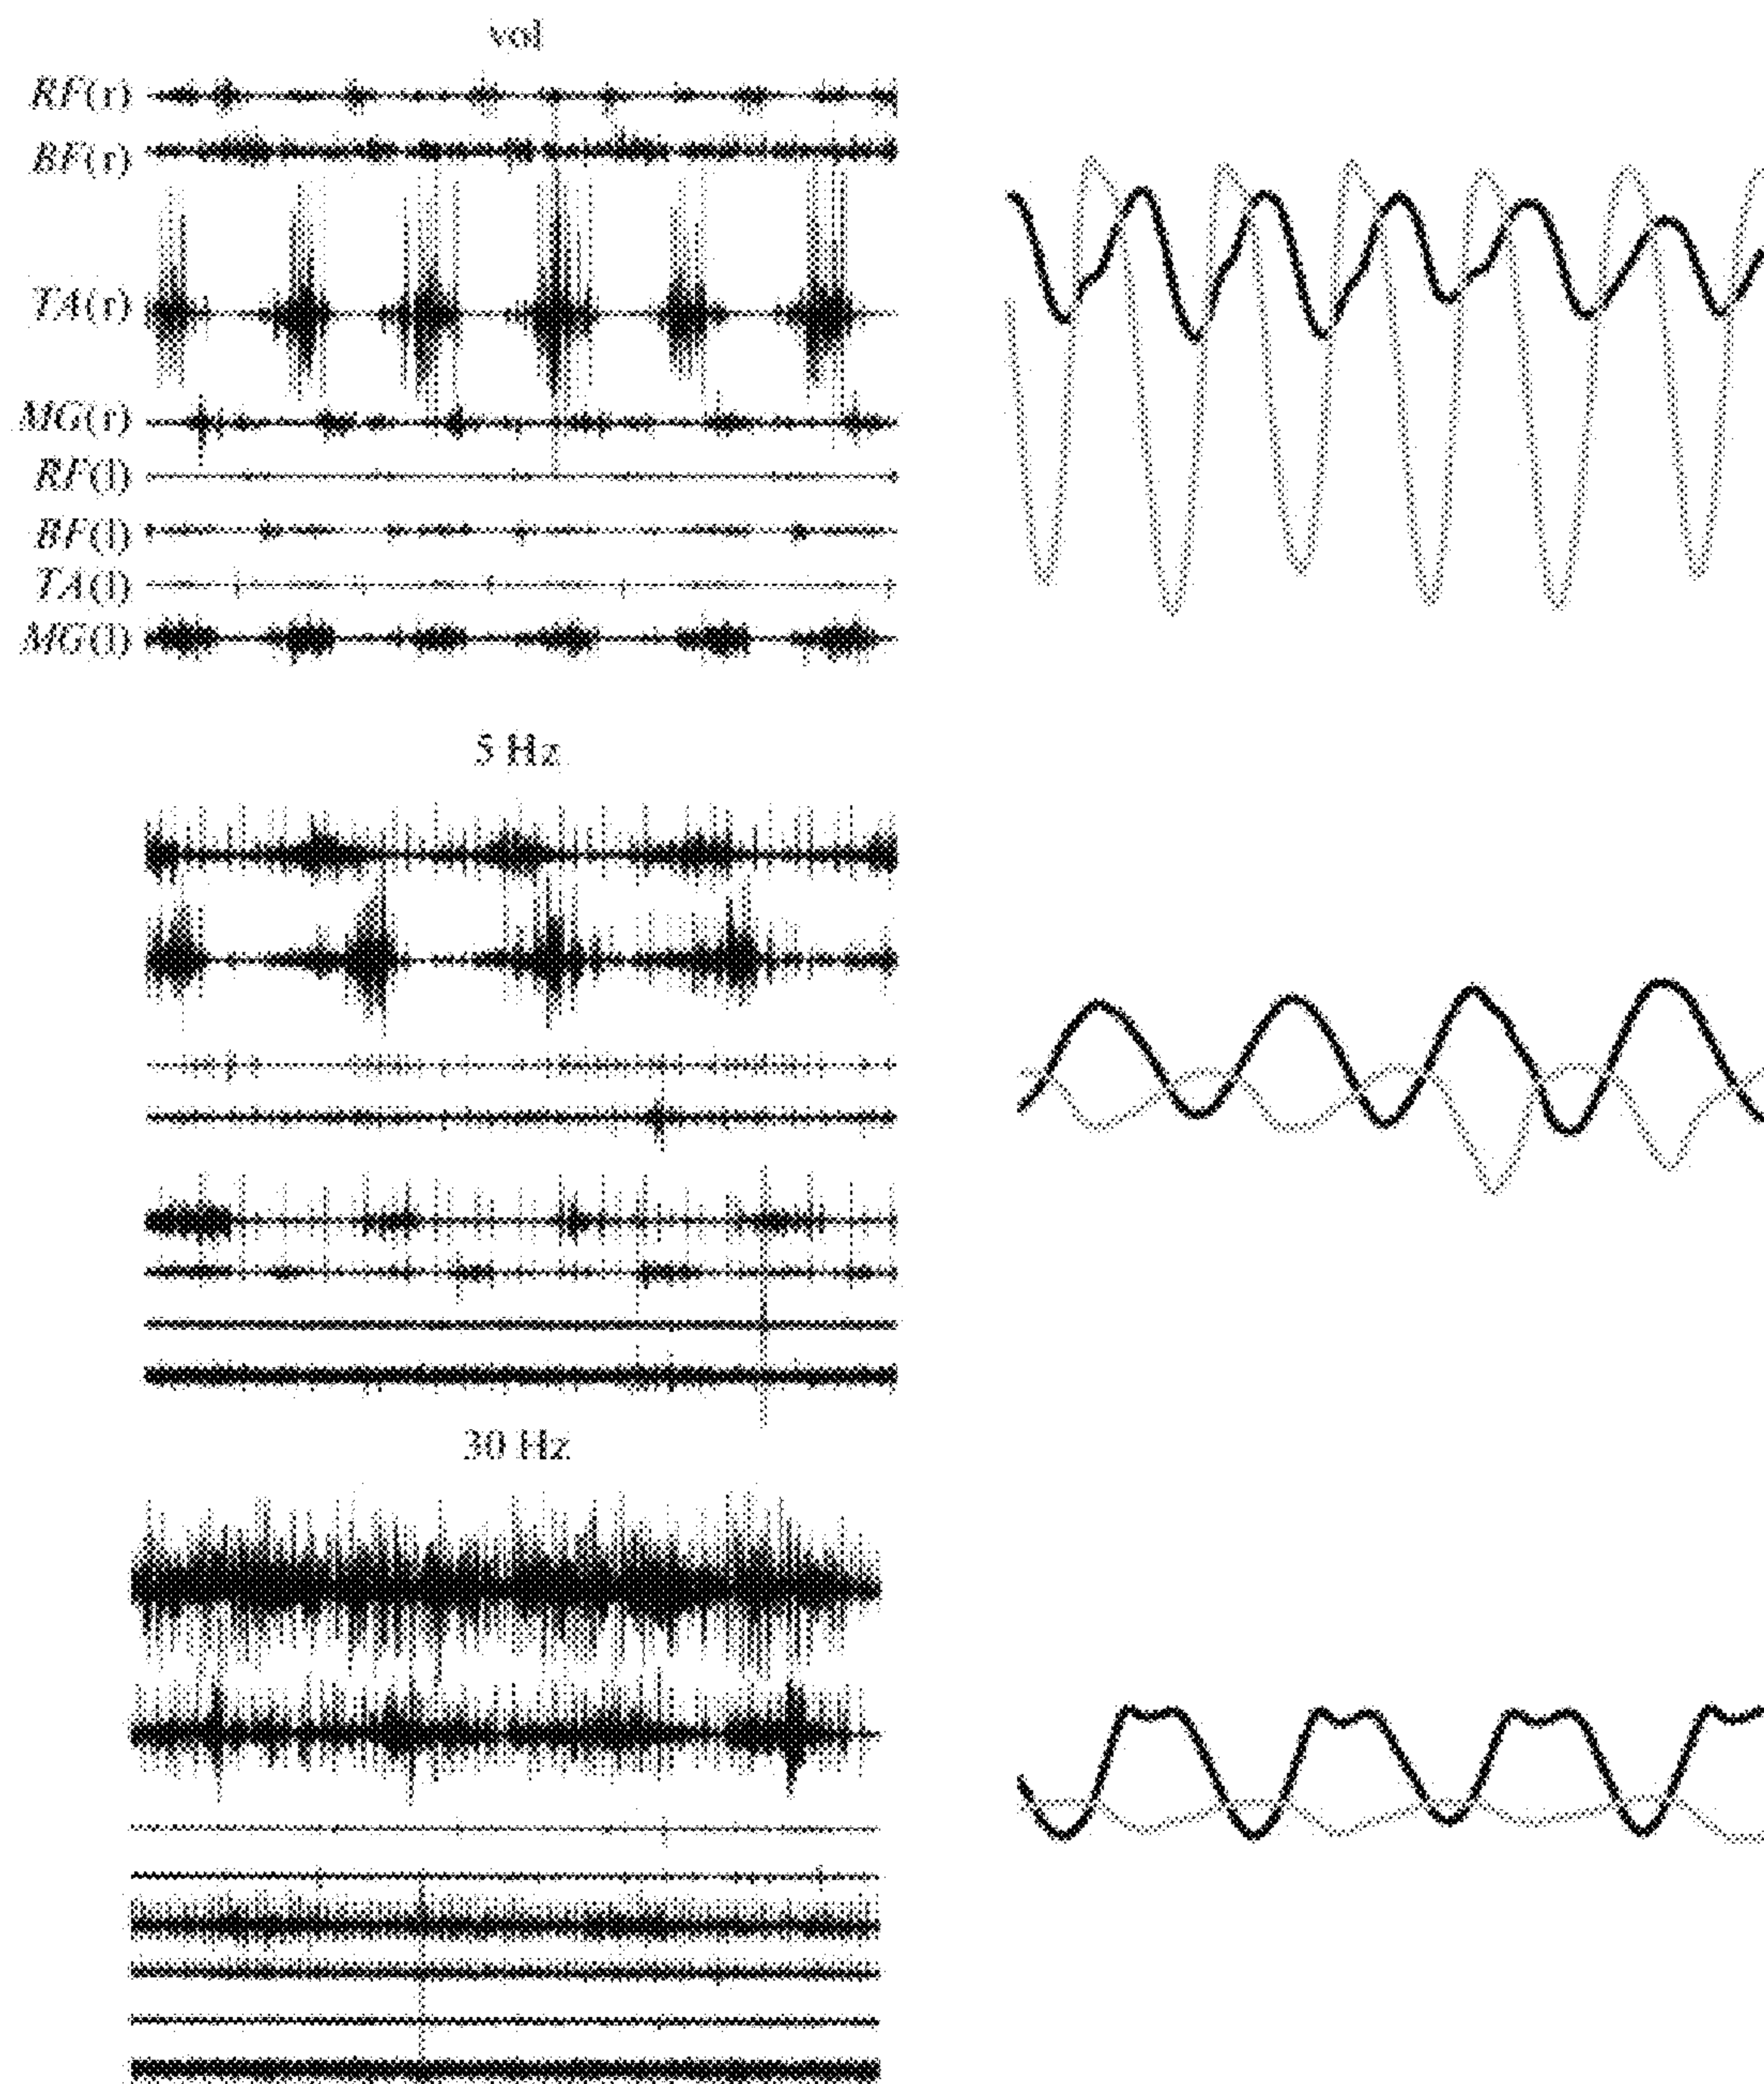 vol
RF(r)
BF(r)
TA(r)
MG(r)
RF(l)
BF(l)
TA(l)
MG(l)
5 Hz
30 Hz